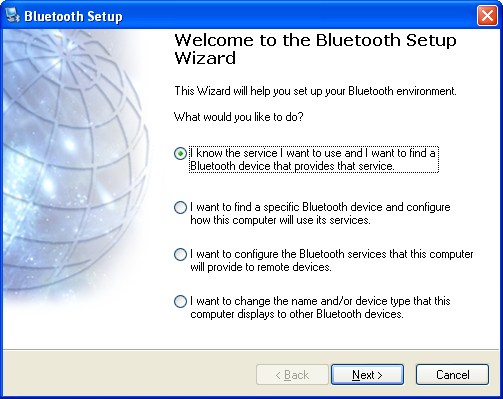 Bluetooth Setup
Welcome to the Bluetooth Setup
Wizard
This Wizard will help you set up your Bluetooth environment.
What would you like to do?
I know the service I want to use and I want to find a
Bluetooth device that provides that service.
I want to find a specific Bluetooth device and configure
how this computer will use its services.
I want to configure the Bluetooth services that this computer
will provide to remote devices.
I want to change the name and/or device type that this
computer displays to other Bluetooth devices.
< Back Next > Cancel